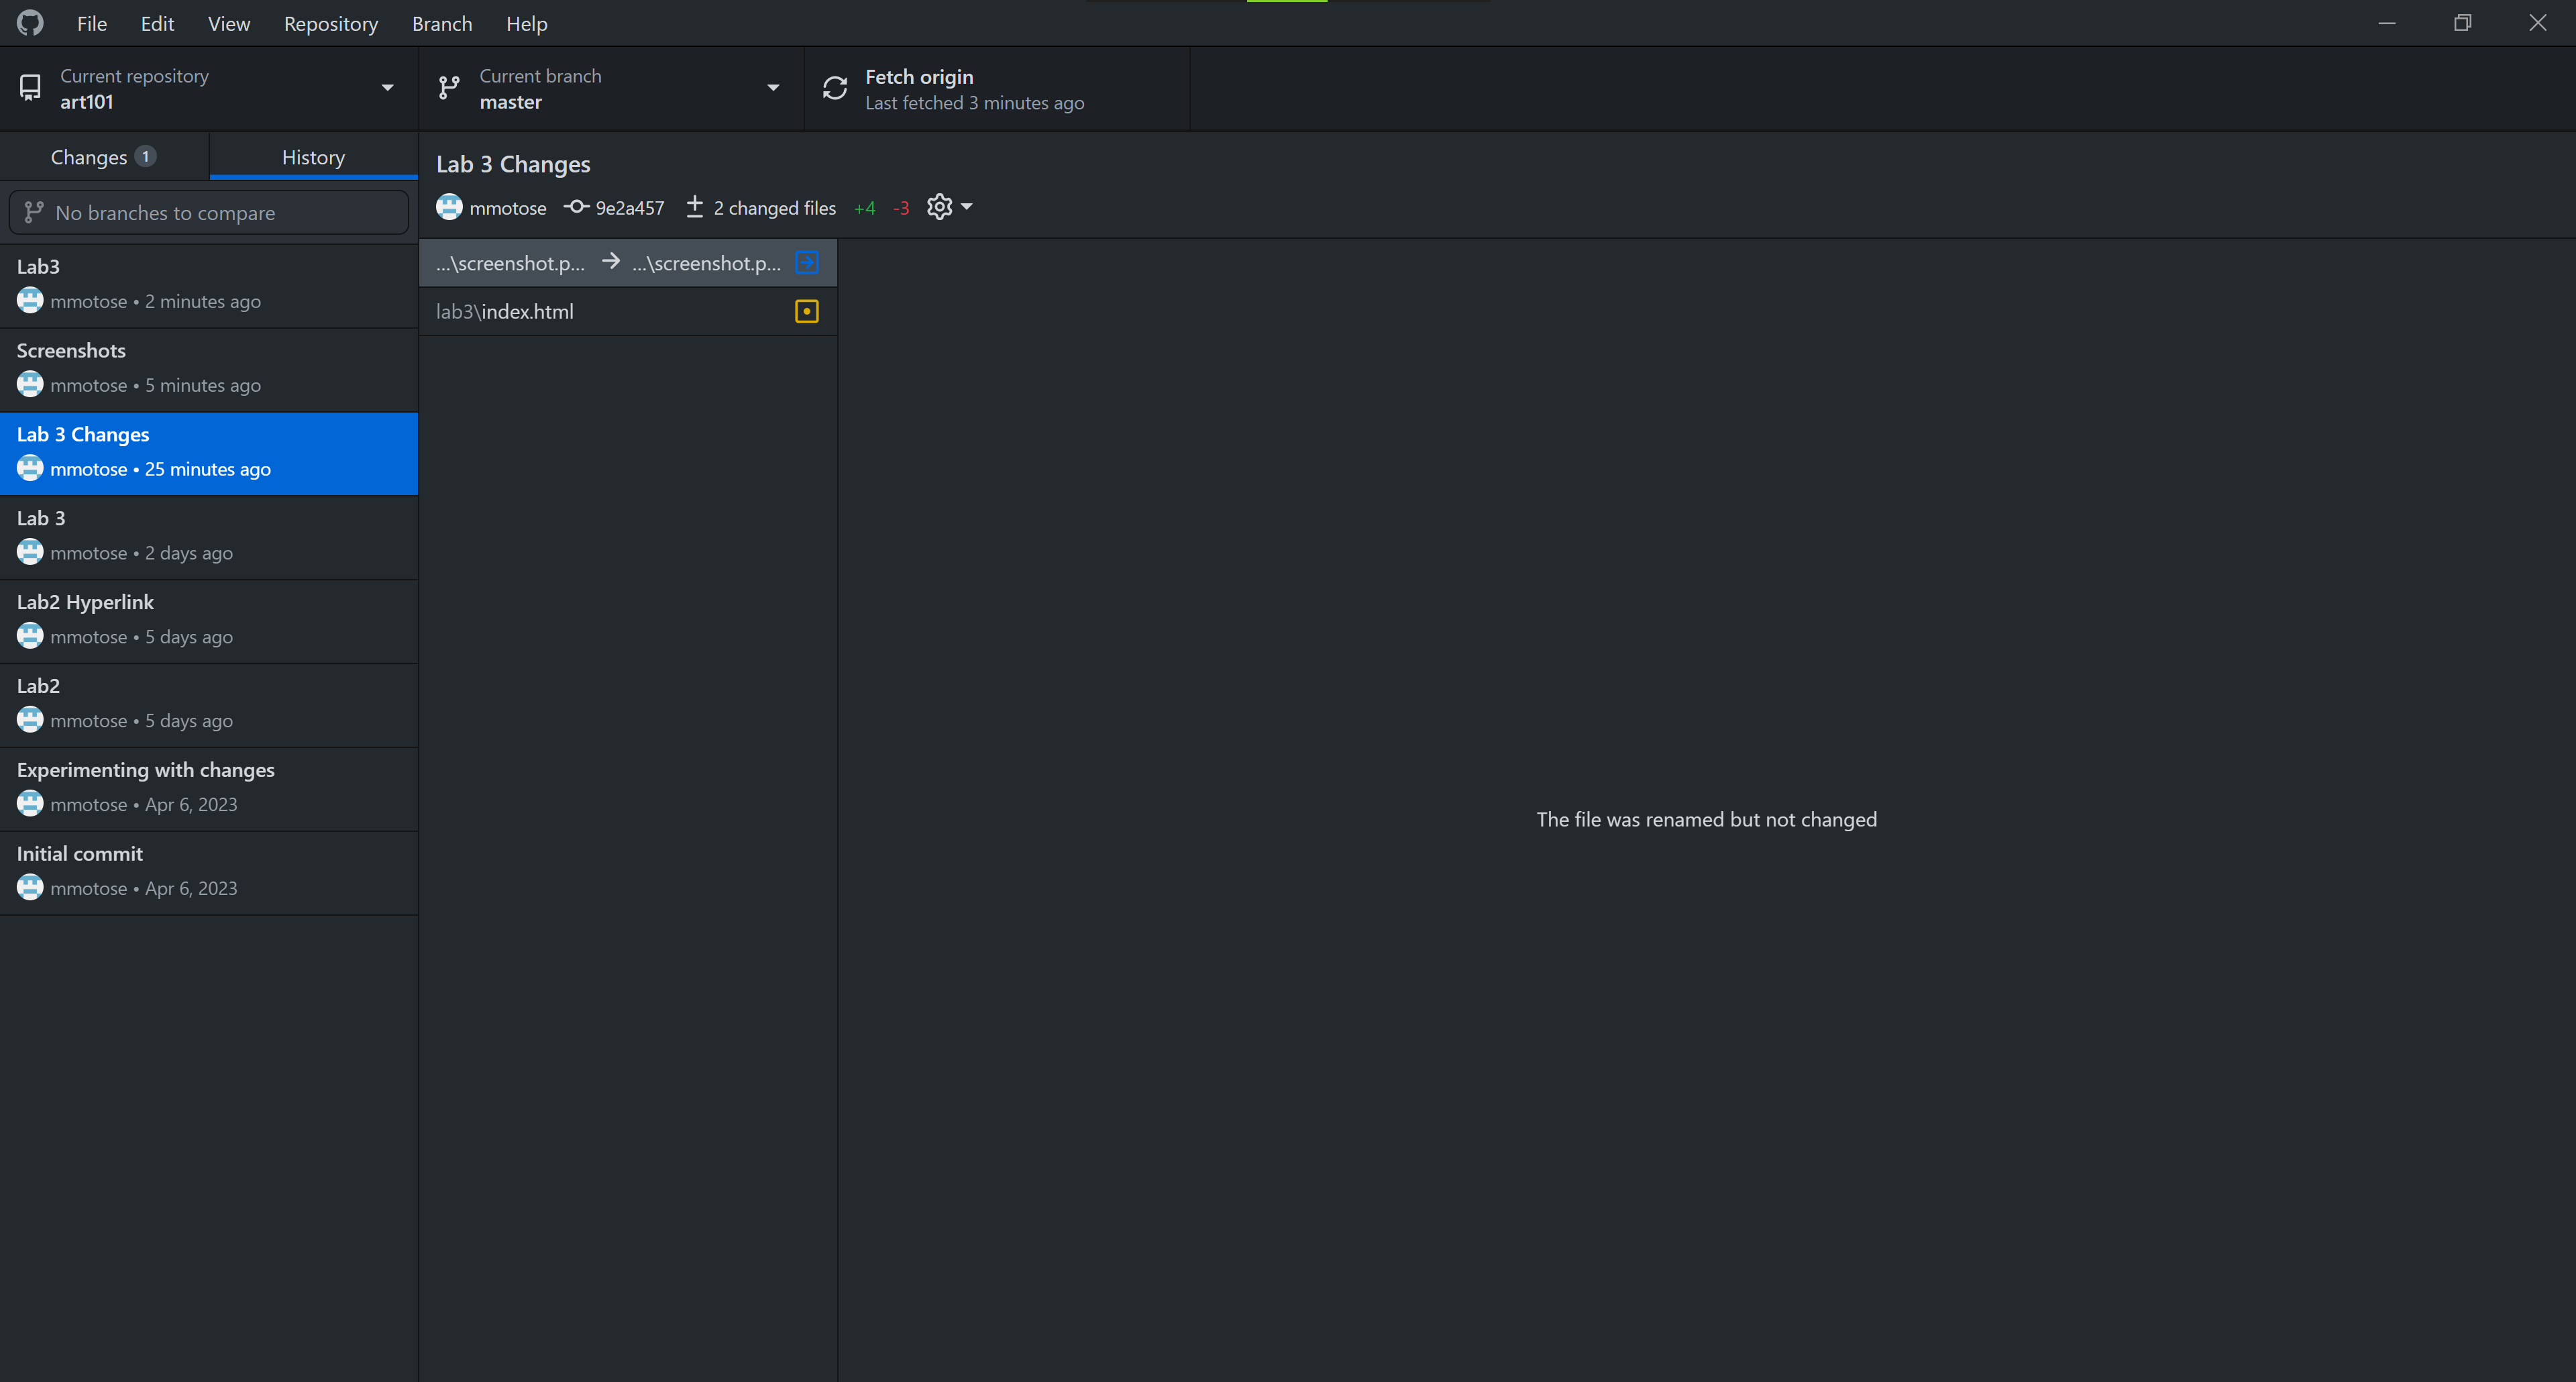 File Edit View Repository Branch Help
Current repository
art101
Current branch
master
Fetch origin
Last fetched 3 minutes ago
Changes 1
History
No branches to compare
Lab3
mmotose • 2 minutes ago
Screenshots
mmotose • 5 minutes ago
Lab 3 Changes
mmotose • 25 minutes ago
Lab 3
mmotose • 2 days ago
Lab2 Hyperlink
mmotose • 5 days ago
Lab2
mmotose • 5 days ago
Experimenting with changes
mmotose • Apr 6, 2023
Initial commit
mmotose • Apr 6, 2023
Lab 3 Changes
mmotose 9e2a457 2 changed files +4 -3
...\screenshot.p... → ...\screenshot.p...
lab3\index.html
The file was renamed but not changed